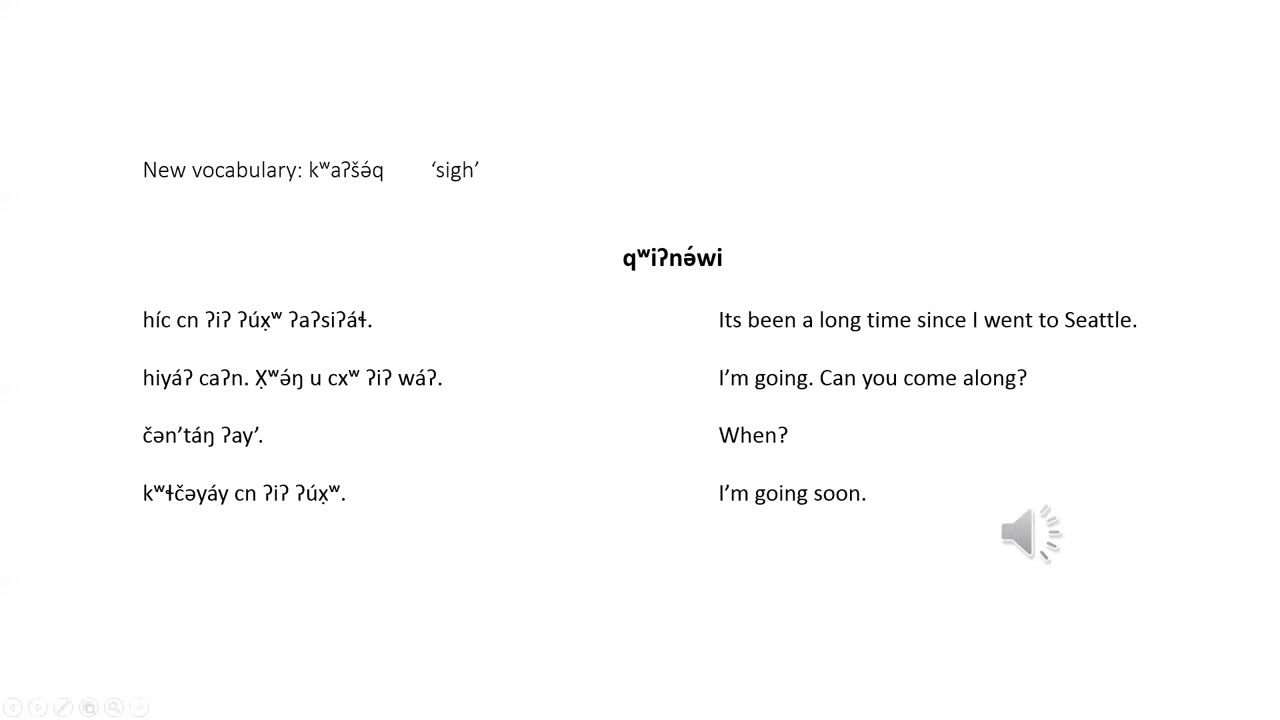 New vocabulary: kʷaʔšə́q ‘sigh’
qʷiʔnə́wi
híc cn ʔiʔ ʔúx̣ʷ ʔaʔsiʔáɬ. Its been a long time since I went to Seattle.
hiyáʔ caʔn. X̣ʷə́ŋ u cxʷ ʔiʔ wáʔ. I’m going. Can you come along?
čən’táŋ ʔay’. When?
kʷɬčəyáy cn ʔiʔ ʔúx̣ʷ. I’m going soon.